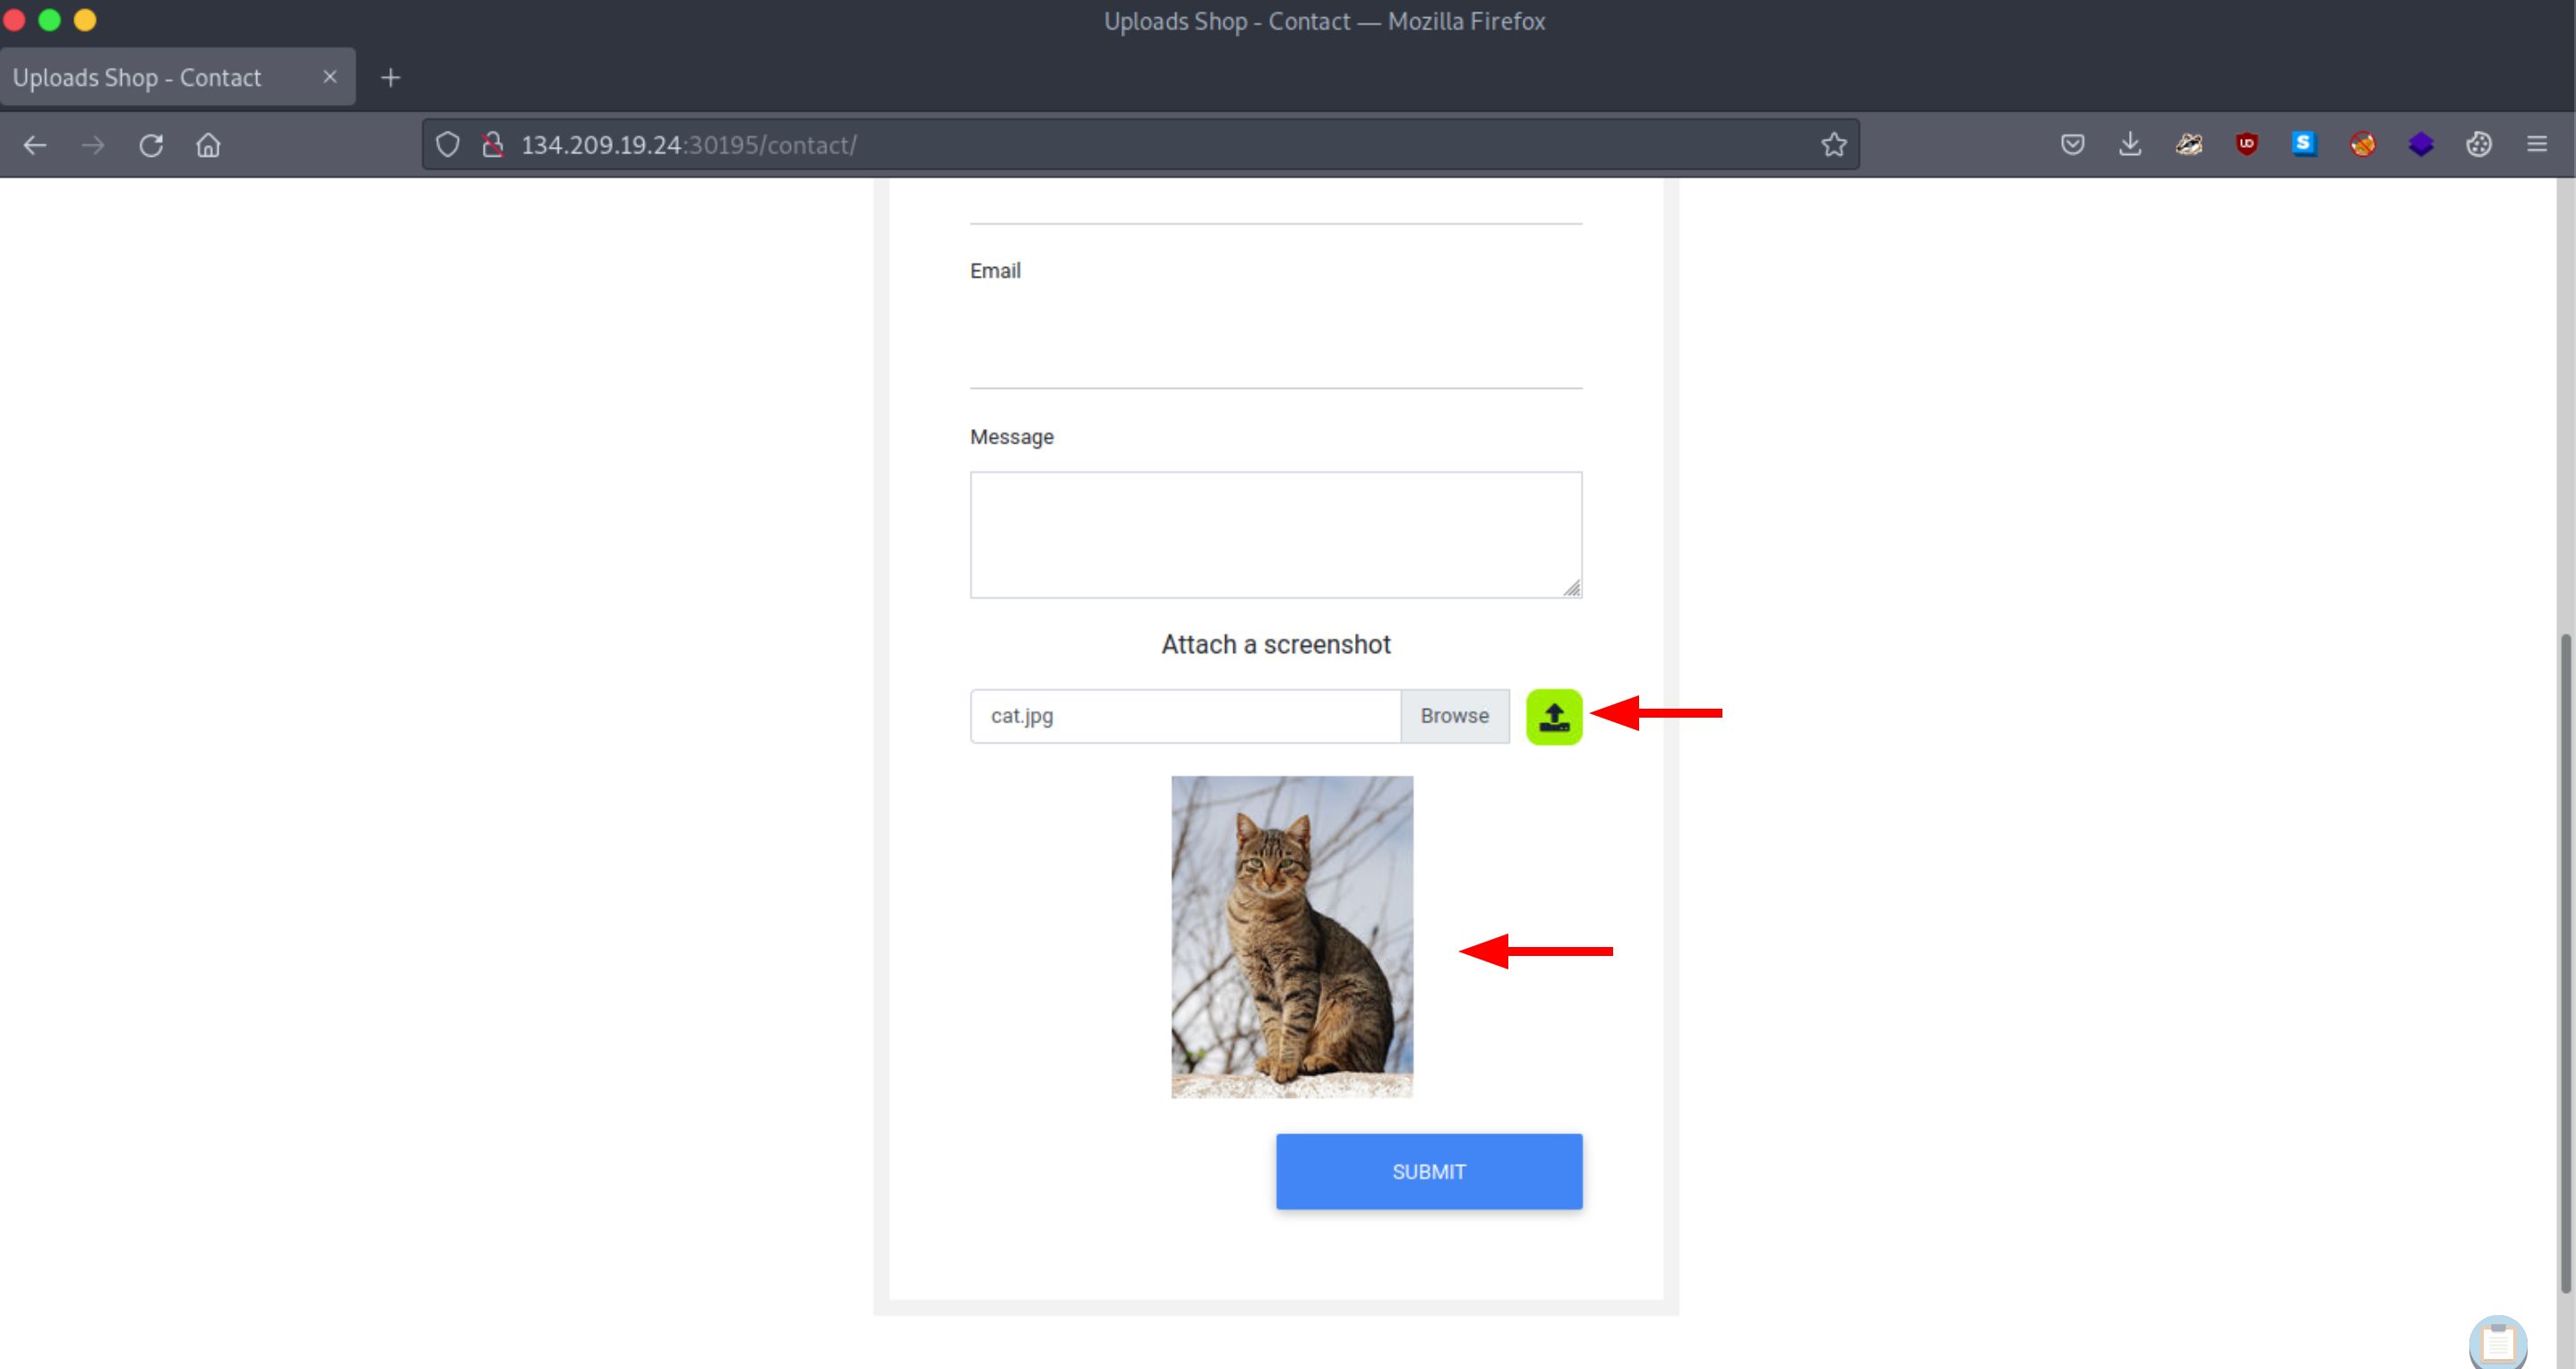 Uploads Shop - Contact — Mozilla Firefox
Uploads Shop - Contact
134.209.19.24:30195/contact/
UD
S
Email
Message
Attach a screenshot
cat.jpg
Browse
SUBMIT